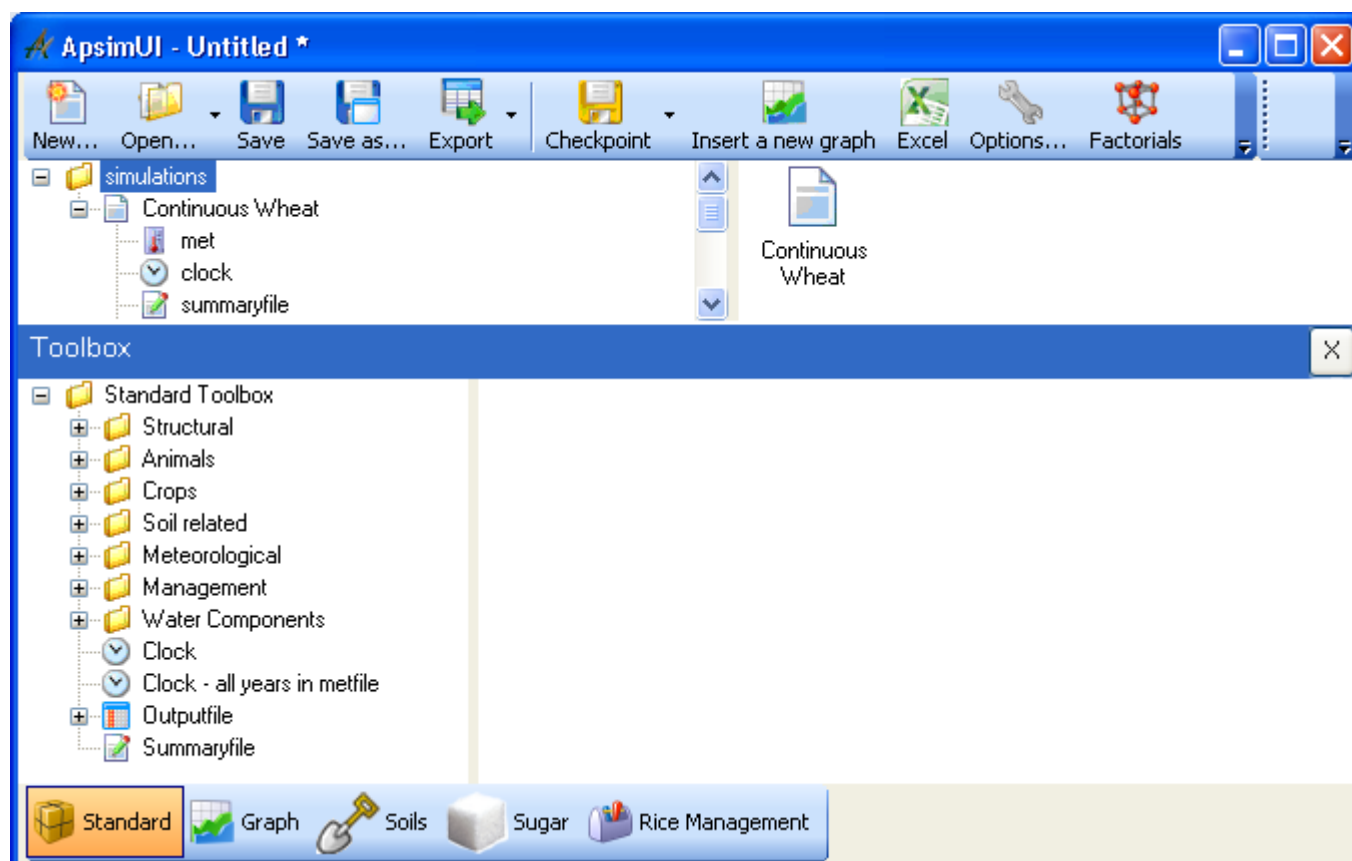 ApsimUI - Untitled *
New... Open... Save Save as... Export Checkpoint Insert a new graph Excel Options... Factorials
simulations
Continuous Wheat
met
clock
summaryfile
Continuous
Wheat
Toolbox
Standard Toolbox
Structural
Animals
Crops
Soil related
Meteorological
Management
Water Components
Clock
Clock - all years in metfile
Outputfile
Summaryfile
Standard Graph Soils Sugar Rice Management